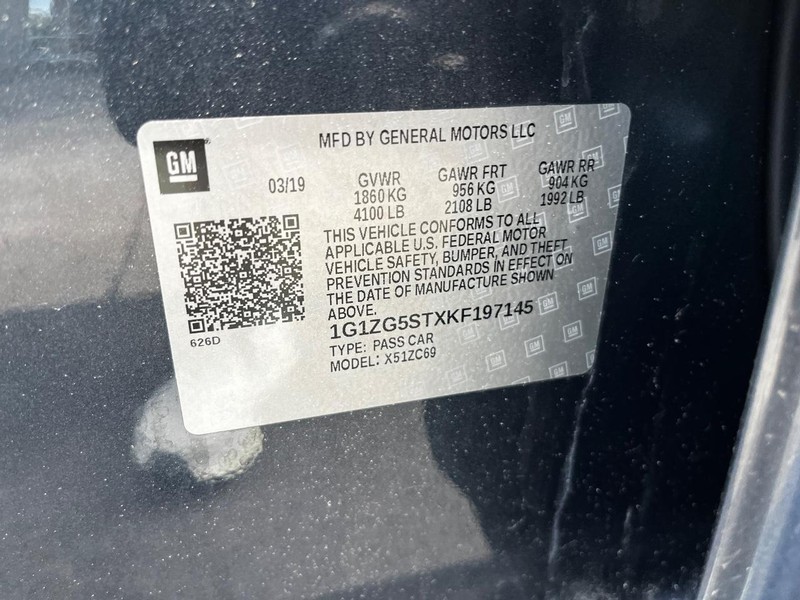 GM
MFD BY GENERAL MOTORS LLC
03/19
GVWR GAWR FRT GAWR RR
1860 KG 956 KG 904 KG
4100 LB 2108 LB 1992 LB
THIS VEHICLE CONFORMS TO ALL
APPLICABLE U.S. FEDERAL MOTOR
VEHICLE SAFETY, BUMPER, AND THEFT
PREVENTION STANDARDS IN EFFECT ON
THE DATE OF MANUFACTURE SHOWN
ABOVE.
626D
1G1ZG5STXKF197145
TYPE: PASS CAR
MODEL: X51ZC69